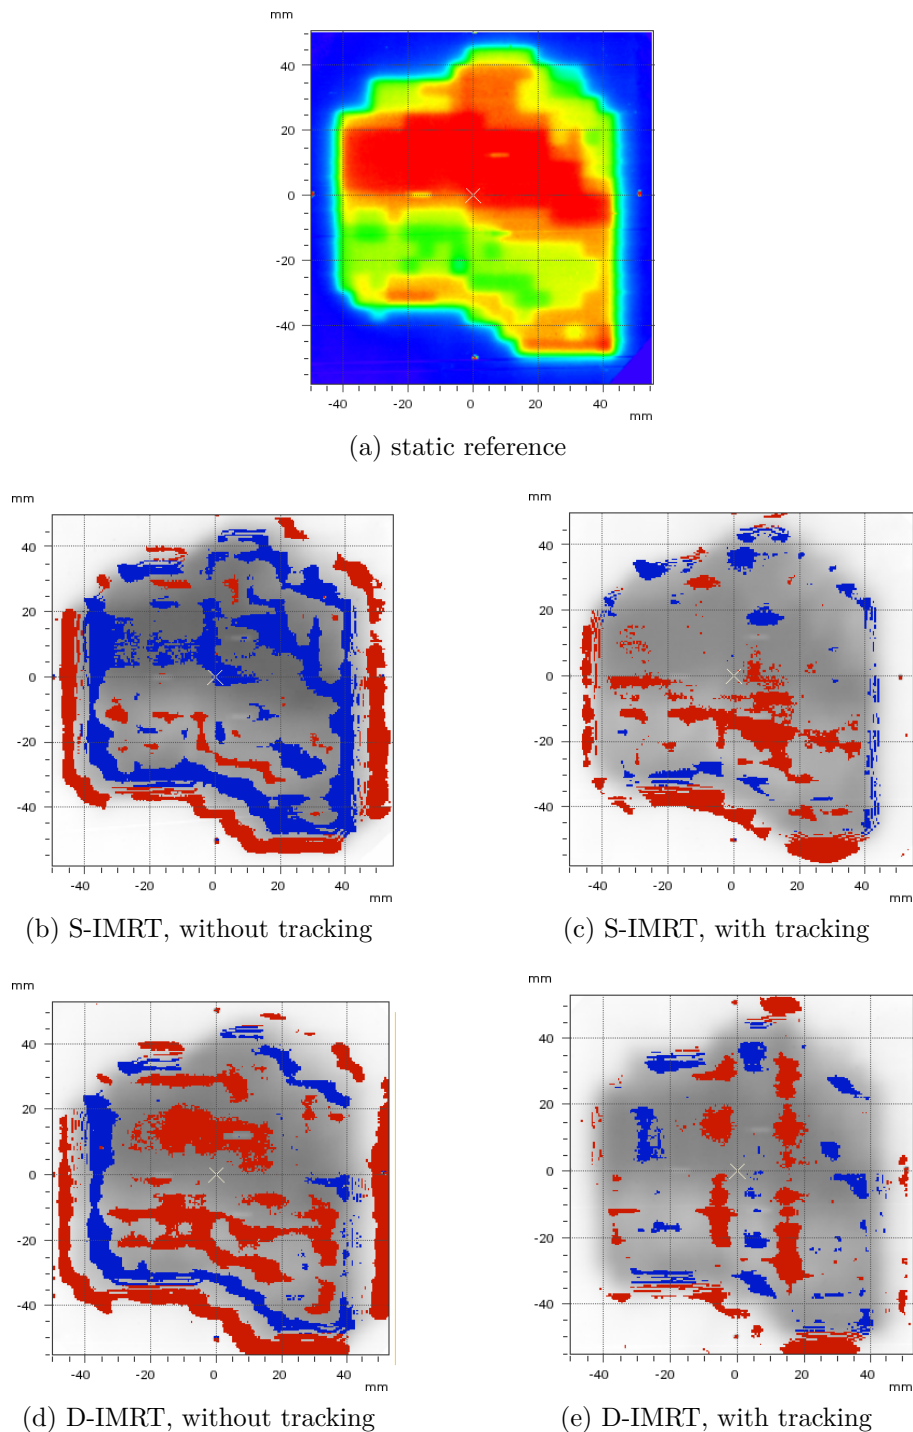 mm
40
20
0
-20
-40
-40 -20 0 20 40
mm
(a) static reference
mm
40
20
0
-20
-40
-40 -20 0 20 40
mm
(b) S-IMRT, without tracking
mm
40
20
0
-20
-40
-40 -20 0 20 40
mm
(c) S-IMRT, with tracking
mm
40
20
0
-20
-40
-40 -20 0 20 40
mm
(d) D-IMRT, without tracking
mm
40
20
0
-20
-40
-40 -20 0 20 40
mm
(e) D-IMRT, with tracking